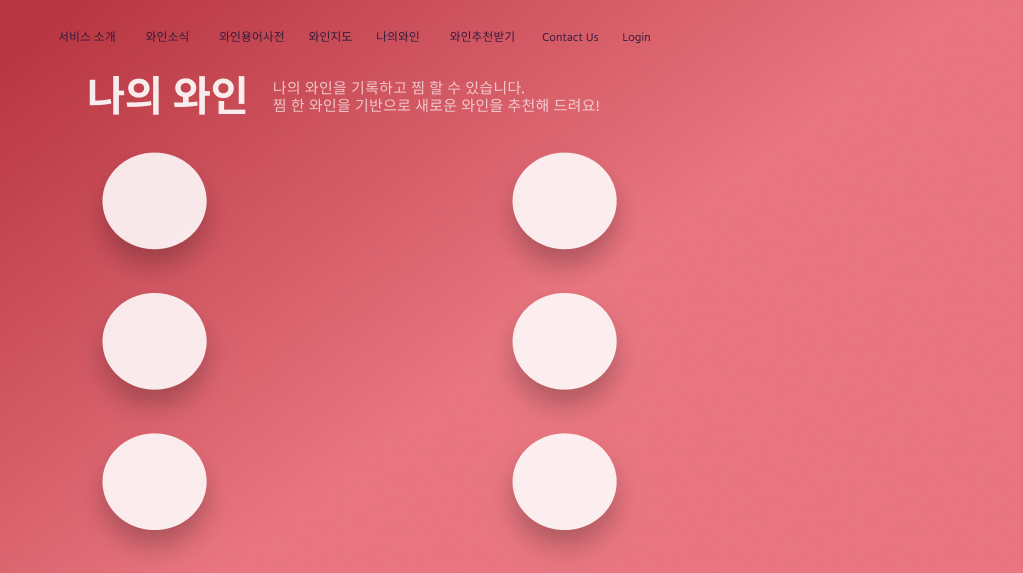 서비스 소개 와인소식 와인용어사전 와인지도 나의와인 와인추천받기 Contact Us Login
나의 와인
나의 와인을 기록하고 찜 할 수 있습니다.
찜 한 와인을 기반으로 새로운 와인을 추천해 드려요!